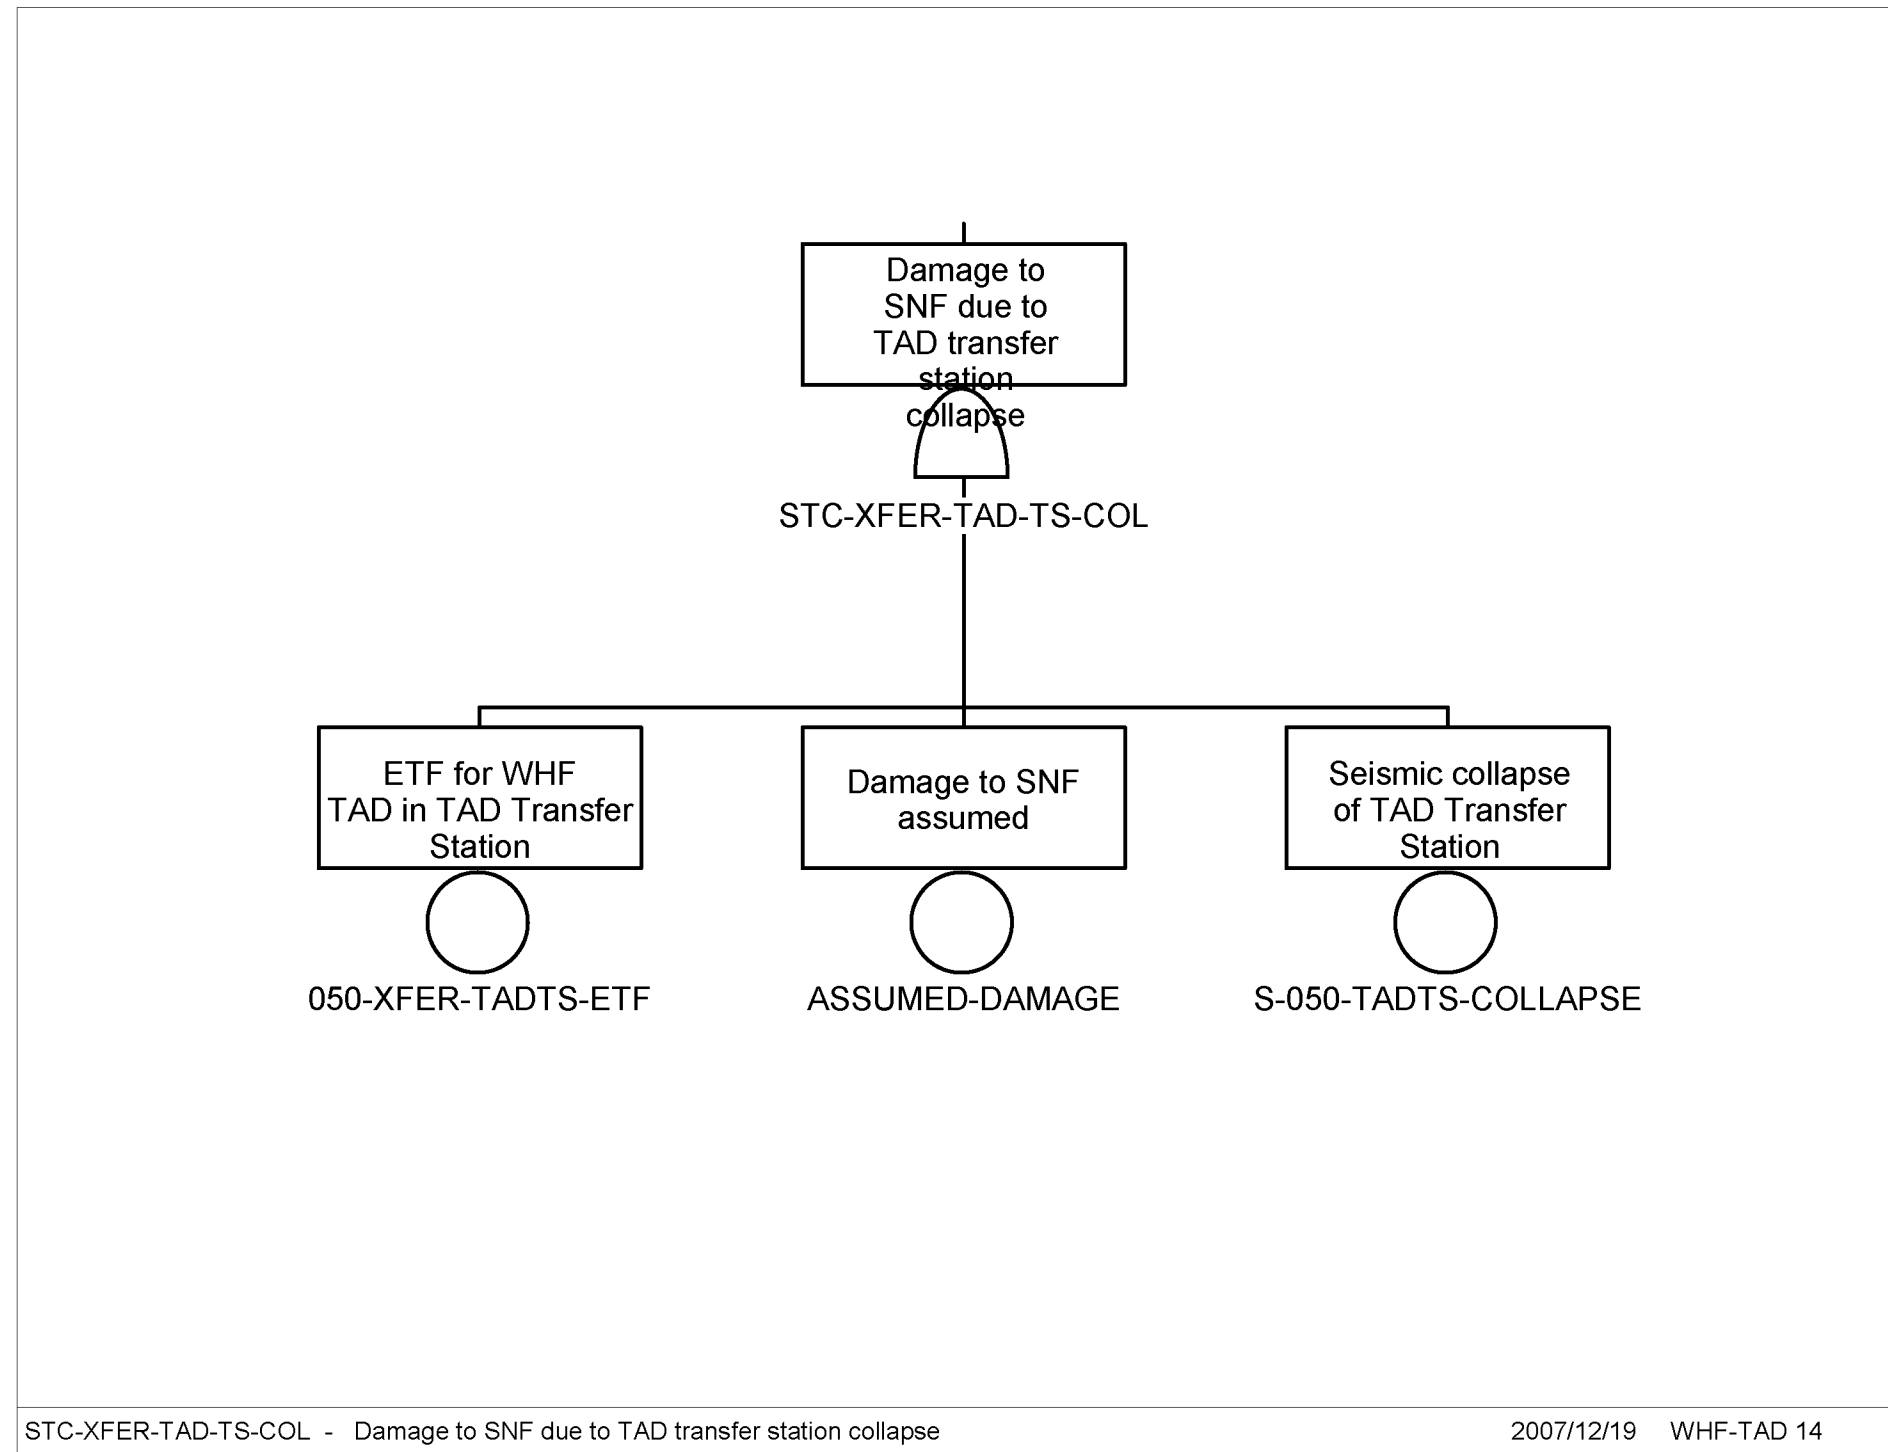 Damage to
SNF due to
TAD transfer
station
collapse
STC-XFER-TAD-TS-COL
ETF for WHF
TAD in TAD Transfer
Station
050-XFER-TADTS-ETF
Damage to SNF
assumed
ASSUMED-DAMAGE
Seismic collapse
of TAD Transfer
Station
S-050-TADTS-COLLAPSE
STC-XFER-TAD-TS-COL - Damage to SNF due to TAD transfer station collapse
2007/12/19 WHF-TAD 14